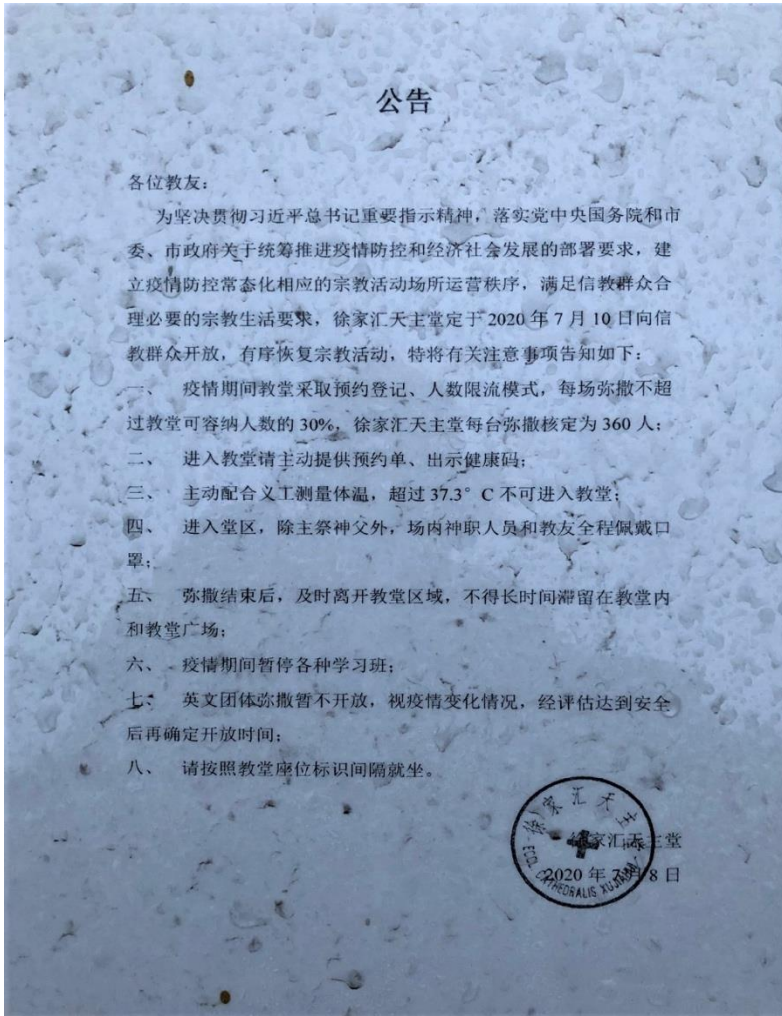 公告
各位教友：
为坚决贯彻习近平总书记重要指示精神，落实党中央国务院和市
委、市政府关于统筹推进疫情防控和经济社会发展的部署要求，建
立疫情防控常态化相应的宗教活动场所运营秩序，满足信教群众合
理必要的宗教生活要求，徐家汇天主堂定于 2020 年 7 月 10 日向信
教群众开放，有序恢复宗教活动，特将有关注意事项告知如下：
一、 疫情期间教堂采取预约登记、人数限流模式，每场弥撒不超
过教堂可容纳人数的 30%，徐家汇天主堂每台弥撒核定为 360 人；
二、 进入教堂请主动提供预约单、出示健康码；
三、 主动配合义工测量体温，超过 37.3° C 不可进入教堂；
四、 进入堂区，除主祭神父外，场内神职人员和教友全程佩戴口
罩；
五、 弥撒结束后，及时离开教堂区域，不得长时间滞留在教堂内
和教堂广场；
六、 疫情期间暂停各种学习班；
七、 英文团体弥撒暂不开放，视疫情变化情况，经评估达到安全
后再确定开放时间；
八、 请按照教堂座位标识间隔就坐。
徐家汇天主堂
2020 年 7 月 8 日
徐家汇天主堂
ECCL CATHEDRALIS